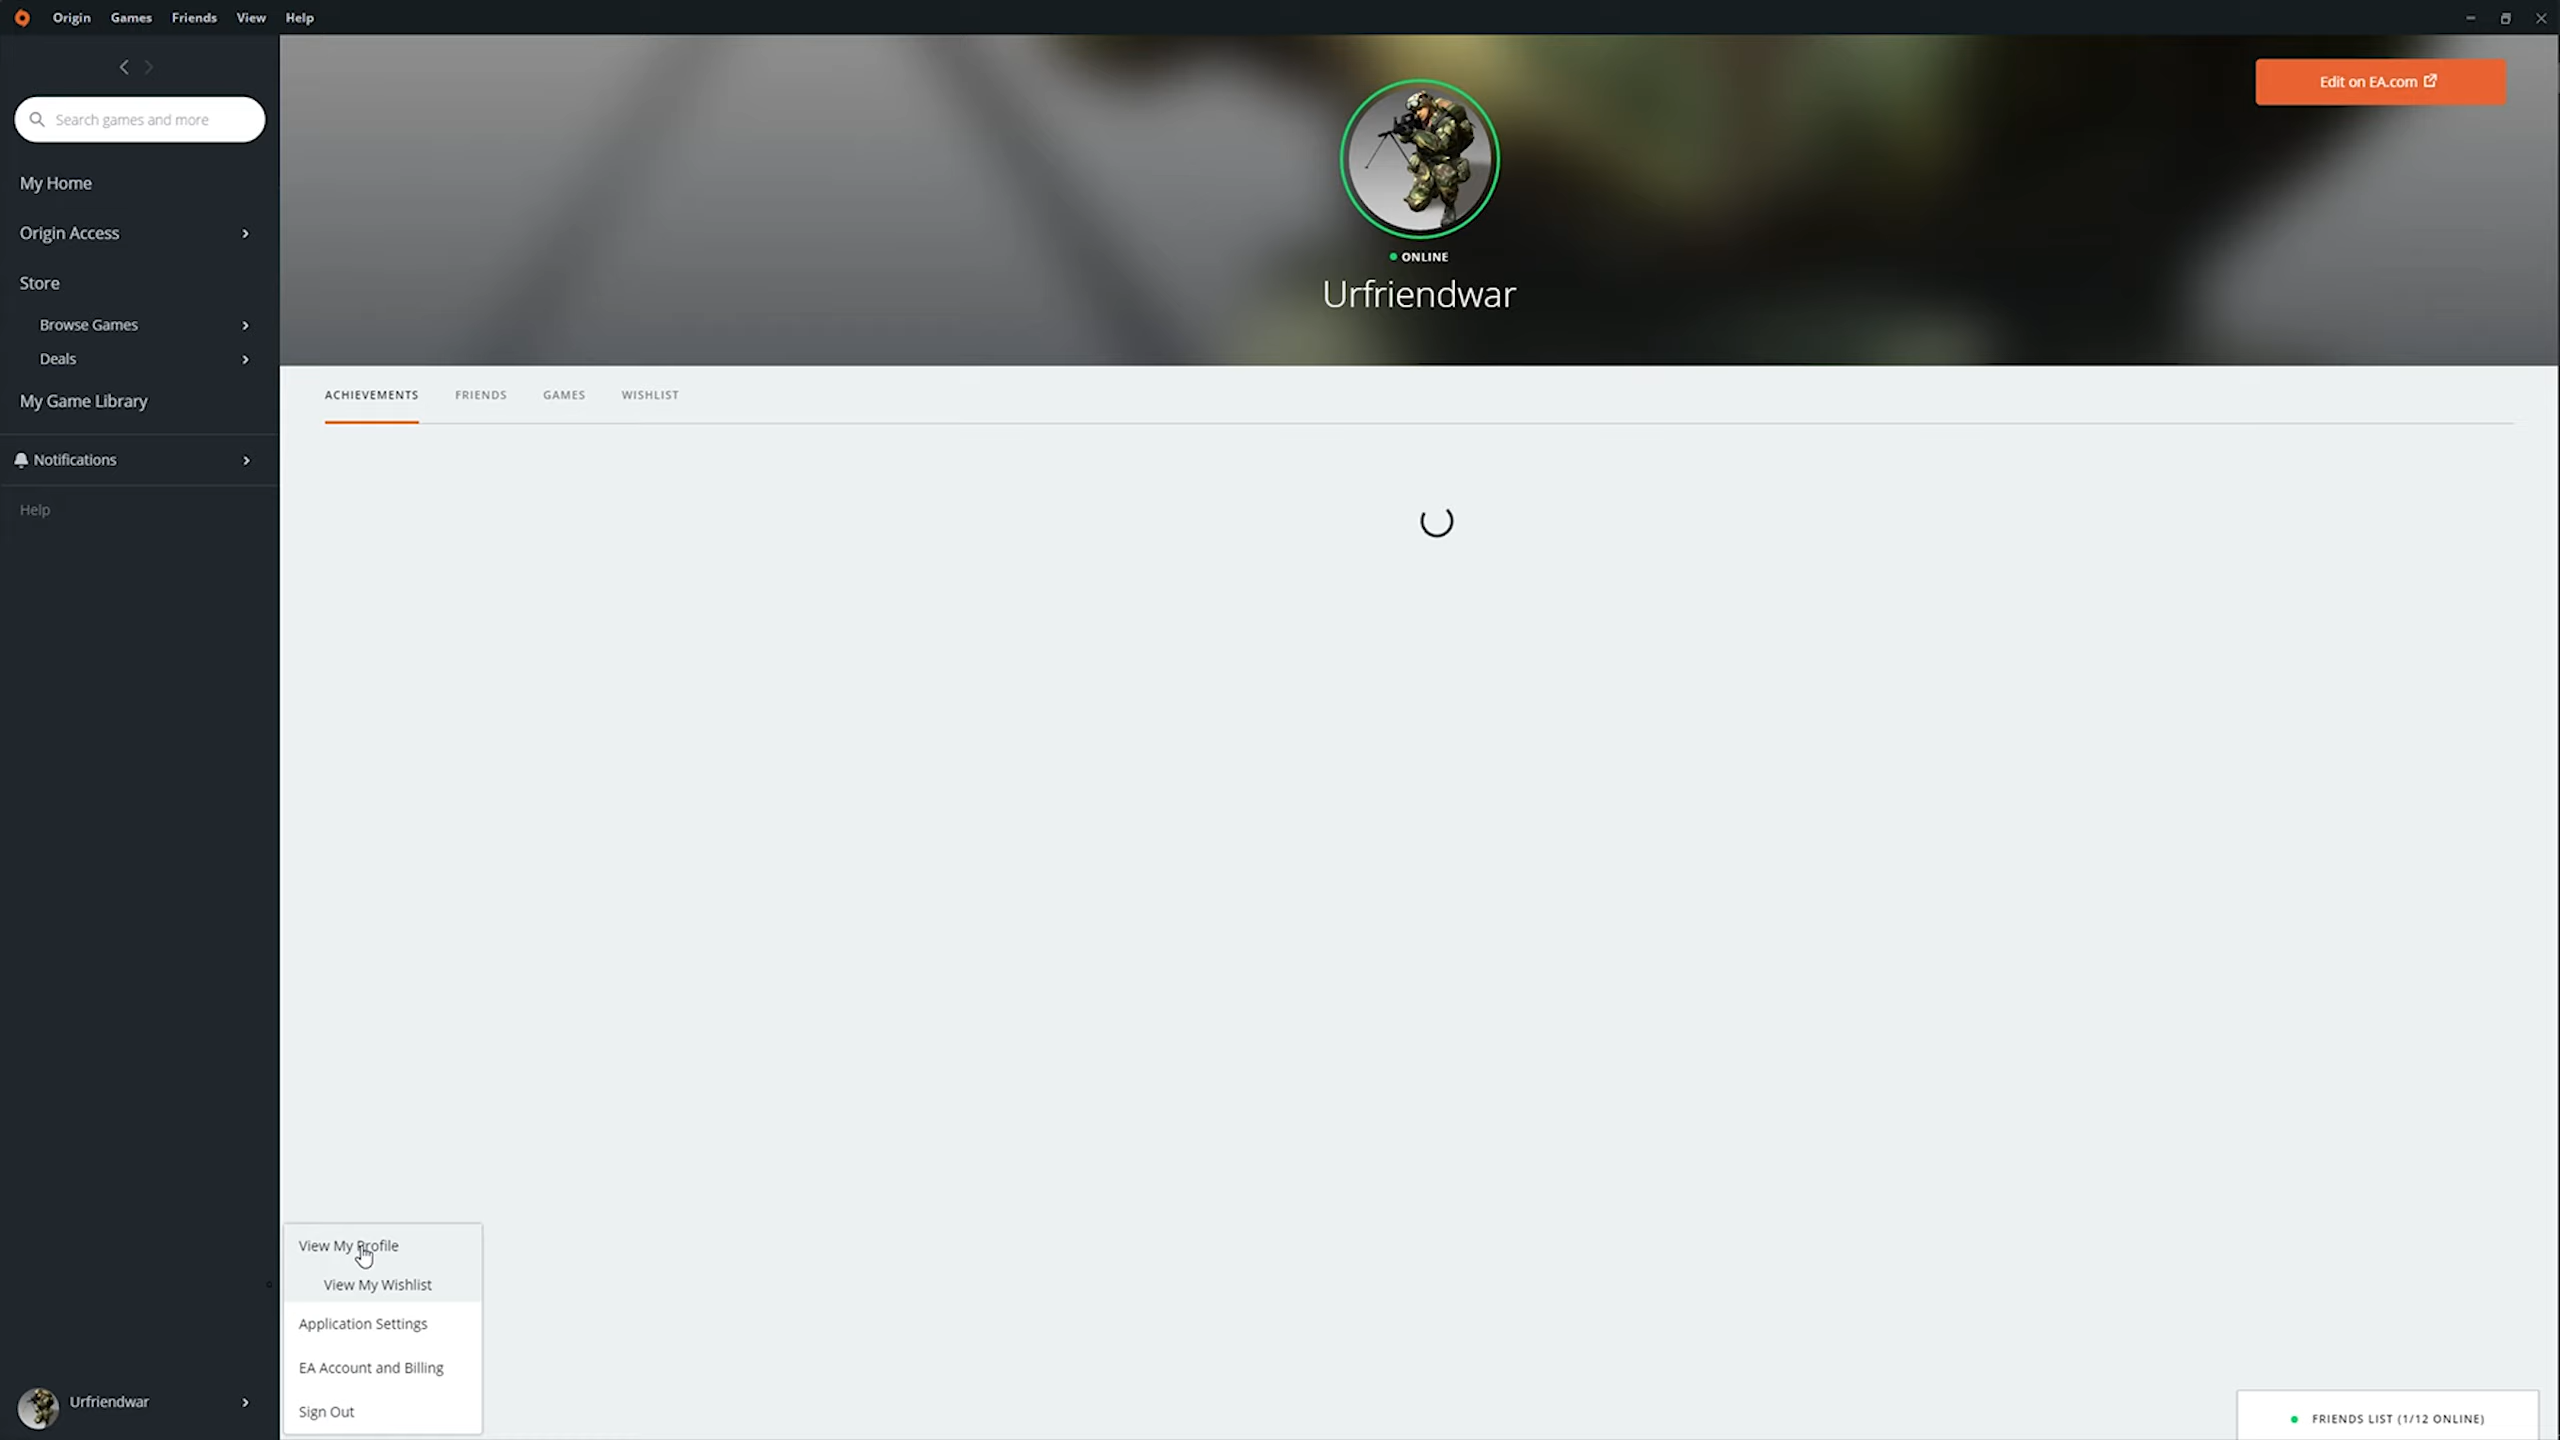 Origin Games Friends View Help
Search games and more
My Home
Origin Access
Store
Browse Games
Deals
My Game Library
Notifications
Help
Edit on EA.com
ONLINE
Urfriendwar
ACHIEVEMENTS FRIENDS GAMES WISHLIST
View My Profile
View My Wishlist
Application Settings
EA Account and Billing
Sign Out
Urfriendwar
FRIENDS LIST (1/12 ONLINE)